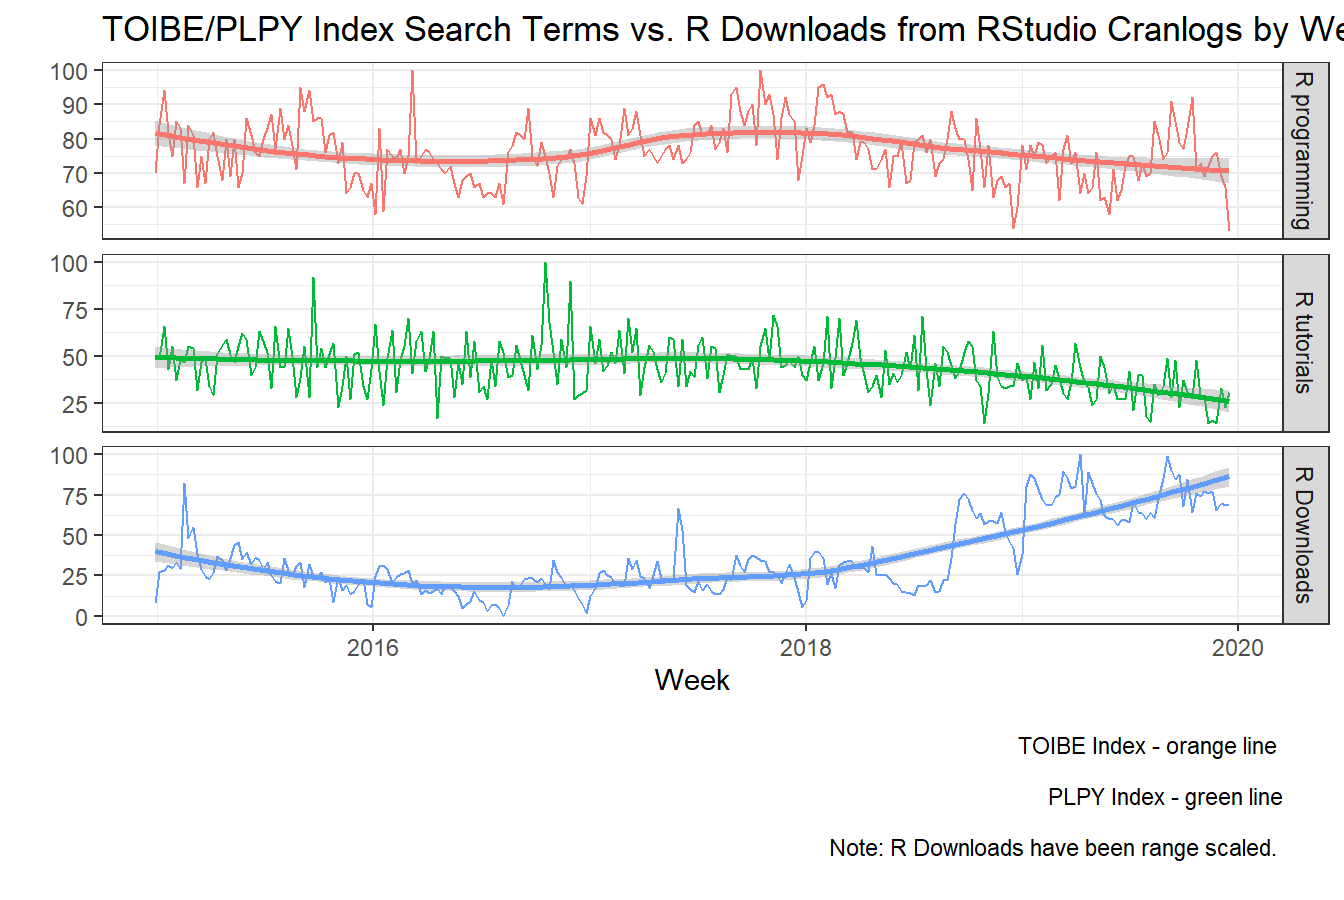 TOIBE/PLPY Index Search Terms vs. R Downloads from RStudio Cranlogs by We
100
90
80
70
60
R programming
100
75
50
25
R tutorials
100
75
50
25
0
R Downloads
2016 2018 2020
Week
TOIBE Index - orange line
PLPY Index - green line
Note: R Downloads have been range scaled.